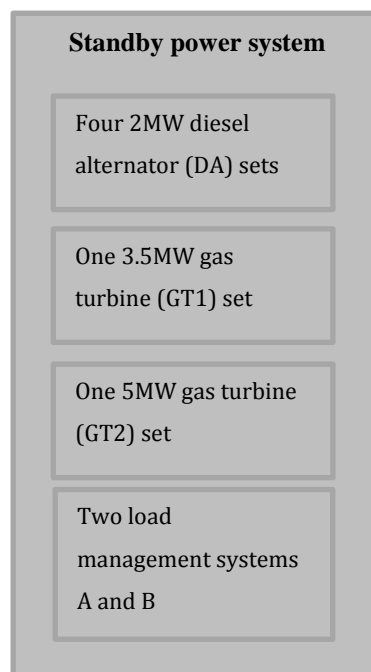 Standby power system
Four 2MW diesel
alternator (DA) sets
One 3.5MW gas
turbine (GT1) set
One 5MW gas turbine
(GT2) set
Two load
management systems
A and B